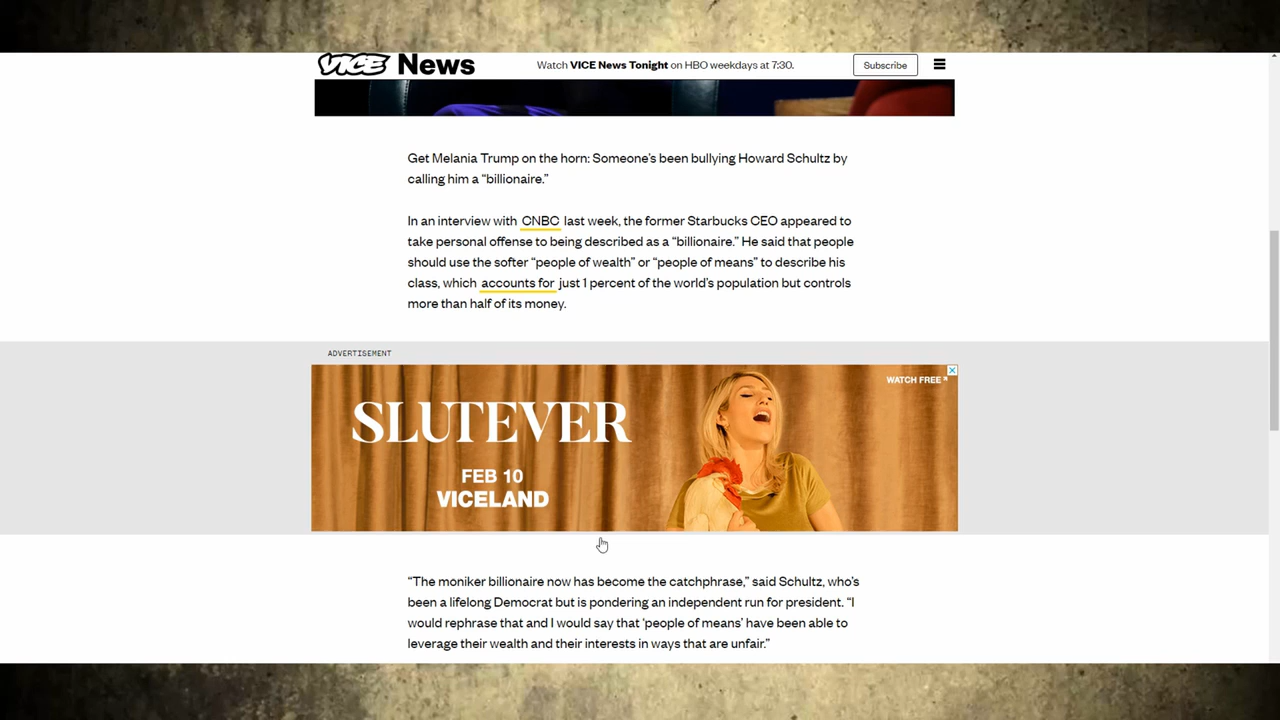 VICE News
Watch VICE News Tonight on HBO weekdays at 7:30.
Subscribe
Get Melania Trump on the horn: Someone’s been bullying Howard Schultz by
calling him a “billionaire.”
In an interview with CNBC last week, the former Starbucks CEO appeared to
take personal offense to being described as a “billionaire.” He said that people
should use the softer “people of wealth” or “people of means” to describe his
class, which accounts for just 1 percent of the world’s population but controls
more than half of its money.
ADVERTISEMENT
WATCH FREE
SLUTEVER
FEB 10
VICELAND
“The moniker billionaire now has become the catchphrase,” said Schultz, who’s
been a lifelong Democrat but is pondering an independent run for president. “I
would rephrase that and I would say that ‘people of means’ have been able to
leverage their wealth and their interests in ways that are unfair.”